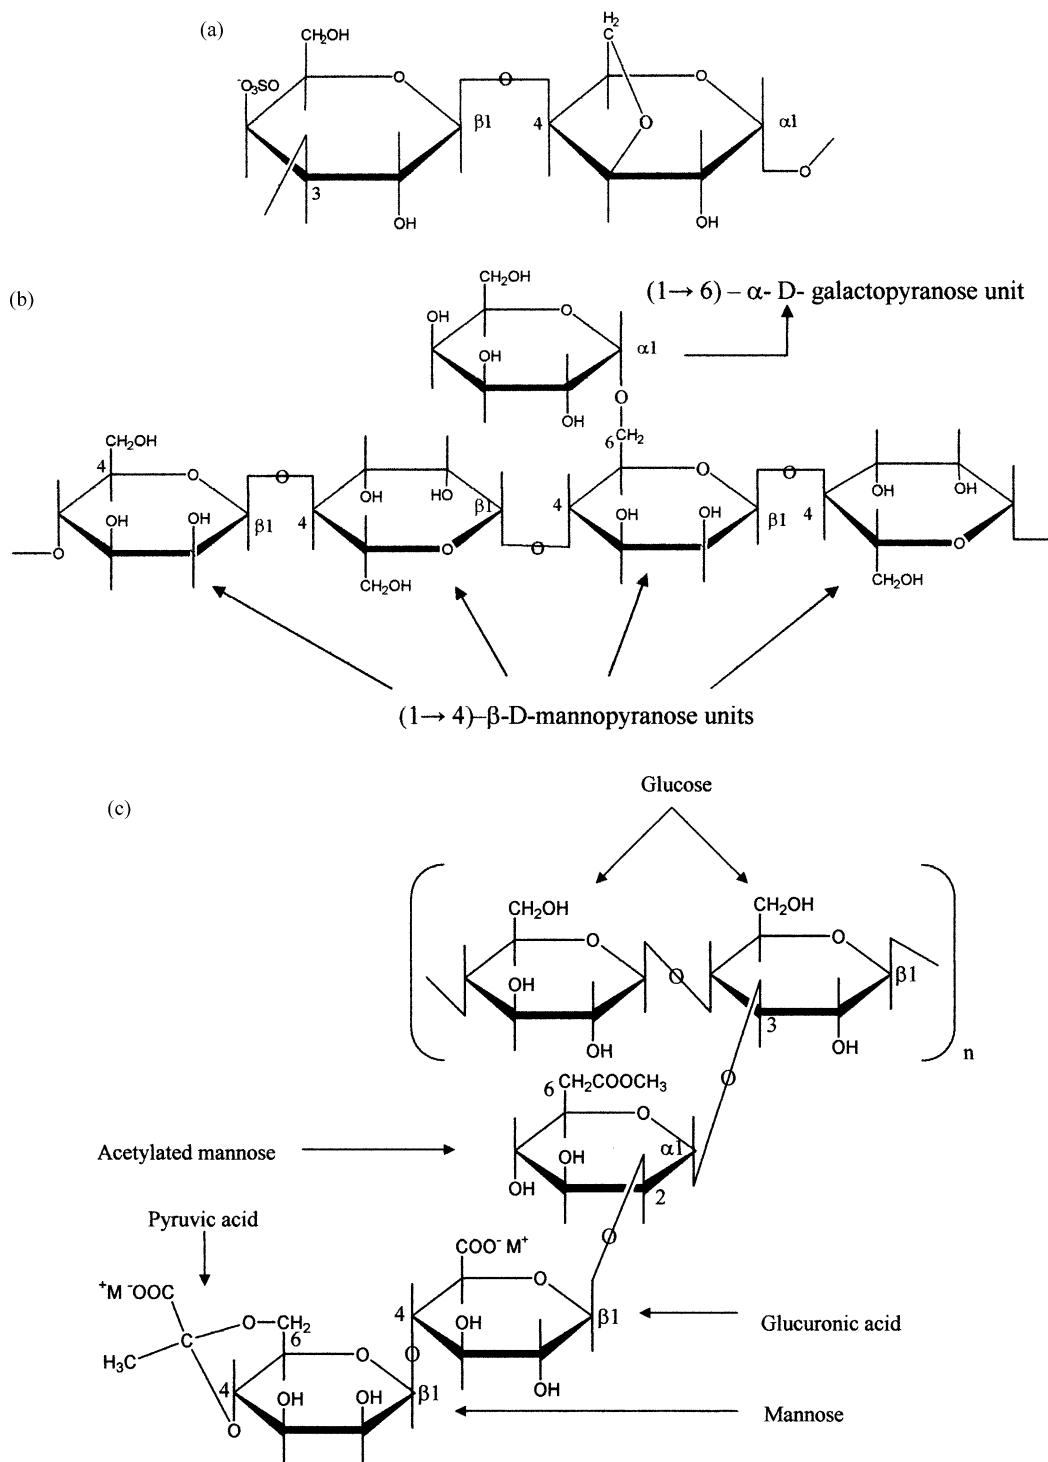 (a)
CH₂OH
H₂
C
⁻O₃SO
O
O
O
O
β1
4
α1
3
OH
OH
O
(b)
CH₂OH
(1→ 6) – α- D- galactopyranose unit
OH
O
OH
α1
OH
O
6 CH₂
CH₂OH
4
O
O
OH
HO
O
O
OH
OH
OH
OH
β1
4
β1
4
OH
OH
β1
4
O
O
O
O
CH₂OH
CH₂OH
(1→ 4)–β-D-mannopyranose units
Glucose
(c)
CH₂OH
CH₂OH
O
O
OH
O
β1
3
OH
OH
n
6 CH₂COOCH₃
O
O
Acetylated mannose
α1
OH
OH
2
Pyruvic acid
O
COO⁻ M⁺
⁺M ⁻OOC
O
O
CH₂
4
OH
β1
Glucuronic acid
C
6
H₃C
O
O
OH
4
OH
OH
β1
Mannose
O